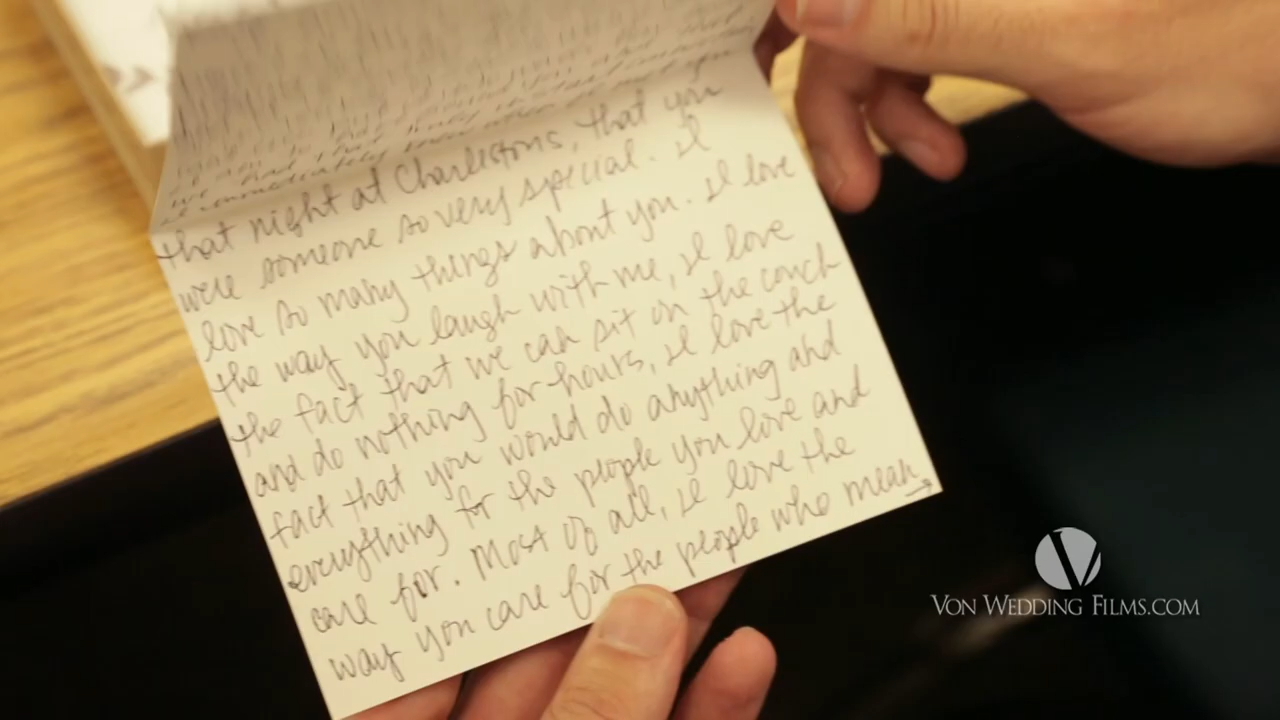 that night at Charlestons, that you
were someone so very special. I
love so many things about you. I love
the way you laugh with me, I love
the fact that we can sit on the couch
and do nothing for hours, I love the
fact that you would do anything and
everything for the people you love and
care for. Most of all, I love the
way you care for the people who mean →
VON WEDDING FILMS.COM